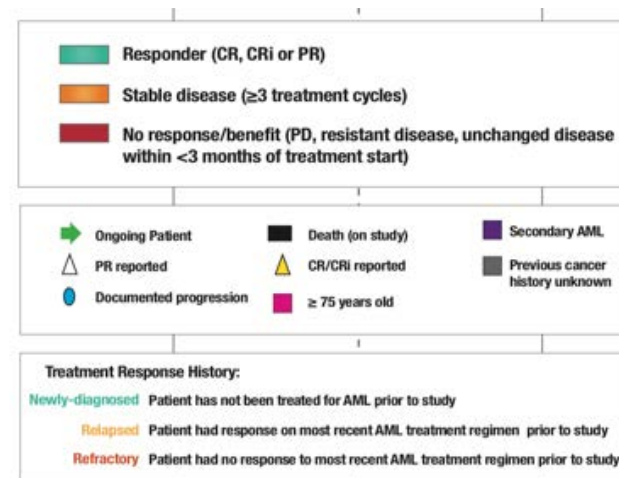 Responder (CR, CRi or PR)
Stable disease (≥3 treatment cycles)
No response/benefit (PD, resistant disease, unchanged disease
within <3 months of treatment start)
Ongoing Patient
Death (on study)
Secondary AML
PR reported
CR/CRi reported
Previous cancer
history unknown
Documented progression
≥ 75 years old
Treatment Response History:
Newly-diagnosed Patient has not been treated for AML prior to study
Relapsed Patient had response on most recent AML treatment regimen prior to study
Refractory Patient had no response to most recent AML treatment regimen prior to study